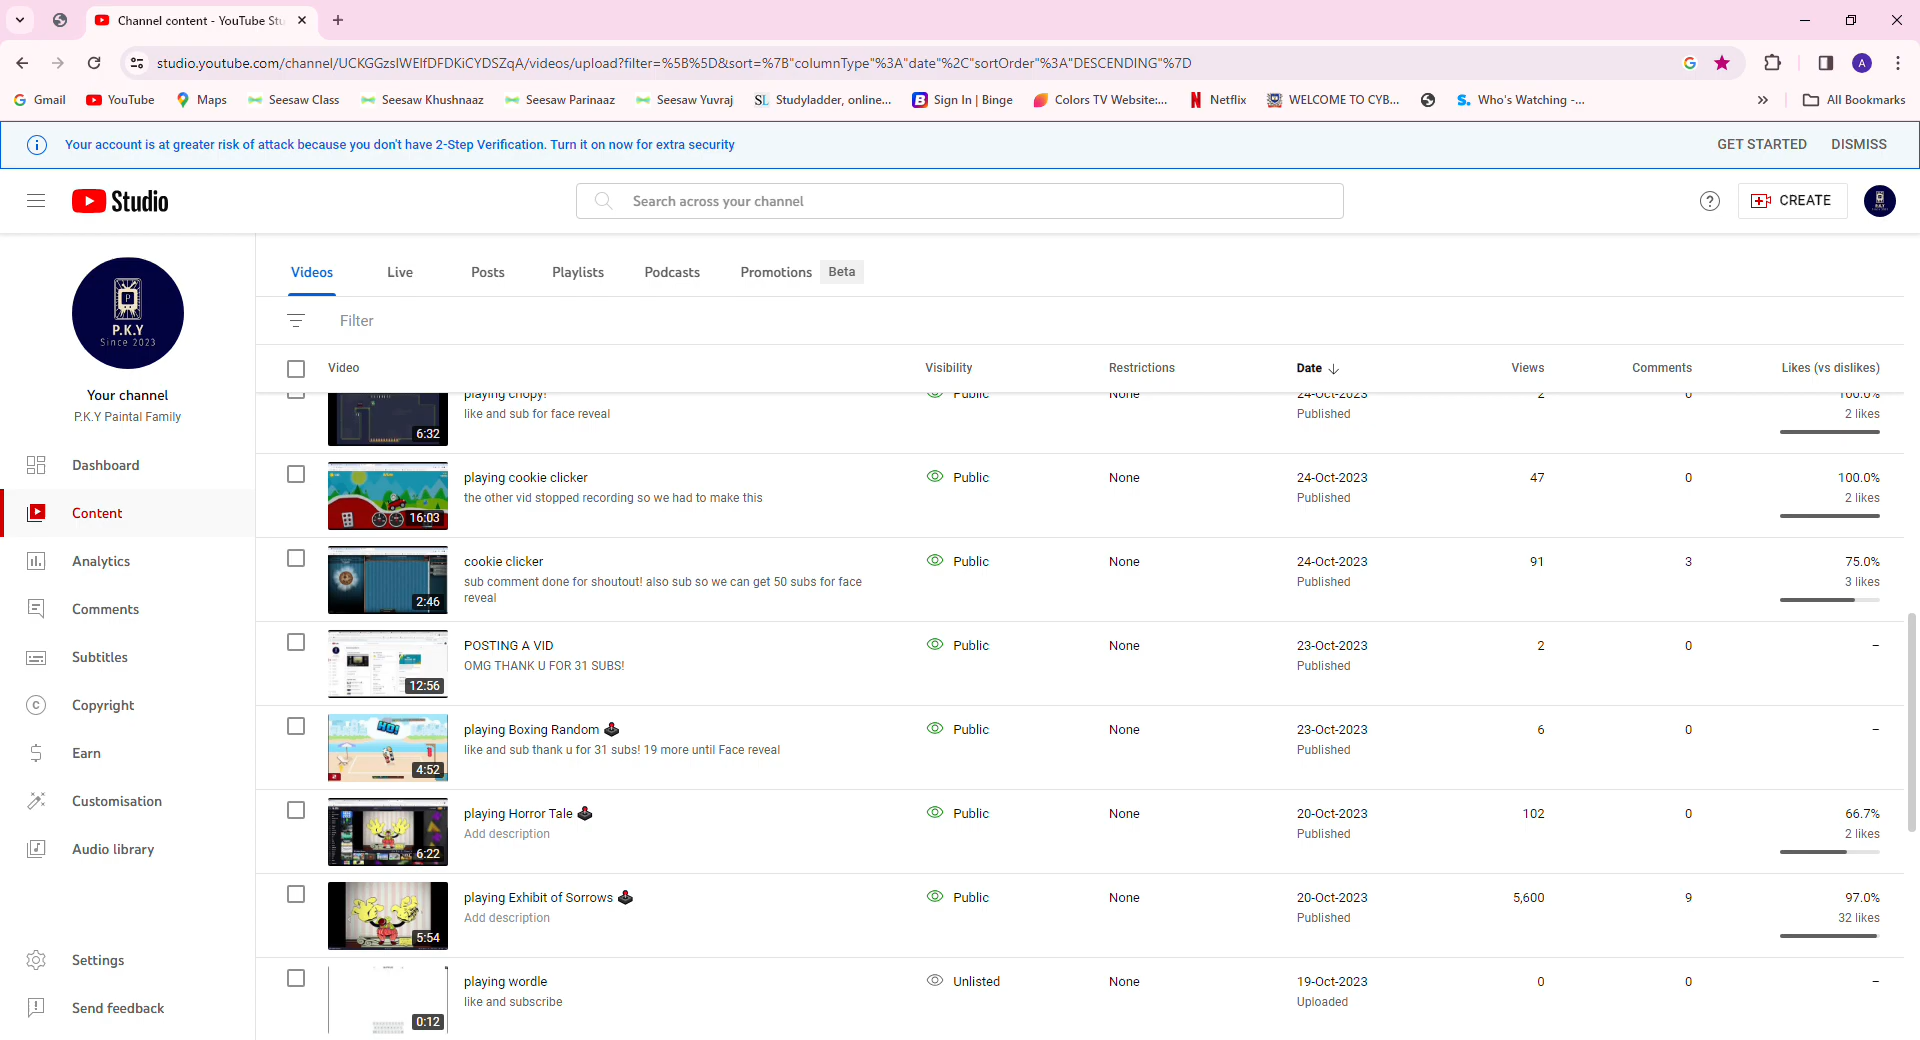 Channel content - YouTube Stu
studio.youtube.com/channel/UCKGGzslWElfDFDKiCYDSZqA/videos/upload?filter=%5B%5D&sort=%7B"columnType"%3A"date"%2C"sortOrder"%3A"DESCENDING"%7D
A
Gmail YouTube Maps Seesaw Class Seesaw Khushnaaz Seesaw Parinaaz Seesaw Yuvraj SL Studyladder, online... B Sign In | Binge Colors TV Website:... N Netflix WELCOME TO CYB... S. Who's Watching -... All Bookmarks
Your account is at greater risk of attack because you don't have 2-Step Verification. Turn it on now for extra security GET STARTED DISMISS
Studio Search across your channel CREATE
P
P.K.Y
Since 2023
Your channel
P.K.Y Paintal Family
Dashboard
Content
Analytics
Comments
Subtitles
Copyright
Earn
Customisation
Audio library
Settings
Send feedback
Videos Live Posts Playlists Podcasts Promotions Beta
Filter
Video Visibility Restrictions Date Views Comments Likes (vs dislikes)
playing chopy! Public None 24-Oct-2023 2 0 100.0%
like and sub for face reveal Published 2 likes
6:32
playing cookie clicker Public None 24-Oct-2023 47 0 100.0%
the other vid stopped recording so we had to make this Published 2 likes
16:03
cookie clicker Public None 24-Oct-2023 91 3 75.0%
sub comment done for shoutout! also sub so we can get 50 subs for face Published 3 likes
reveal
2:46
POSTING A VID Public None 23-Oct-2023 2 0 –
OMG THANK U FOR 31 SUBS! Published
12:56
playing Boxing Random 🕹 Public None 23-Oct-2023 6 0 –
like and sub thank u for 31 subs! 19 more until Face reveal Published
4:52
playing Horror Tale 🕹 Public None 20-Oct-2023 102 0 66.7%
Add description Published 2 likes
6:22
playing Exhibit of Sorrows 🕹 Public None 20-Oct-2023 5,600 9 97.0%
Add description Published 32 likes
5:54
playing wordle Unlisted None 19-Oct-2023 0 0 –
like and subscribe Uploaded
0:12